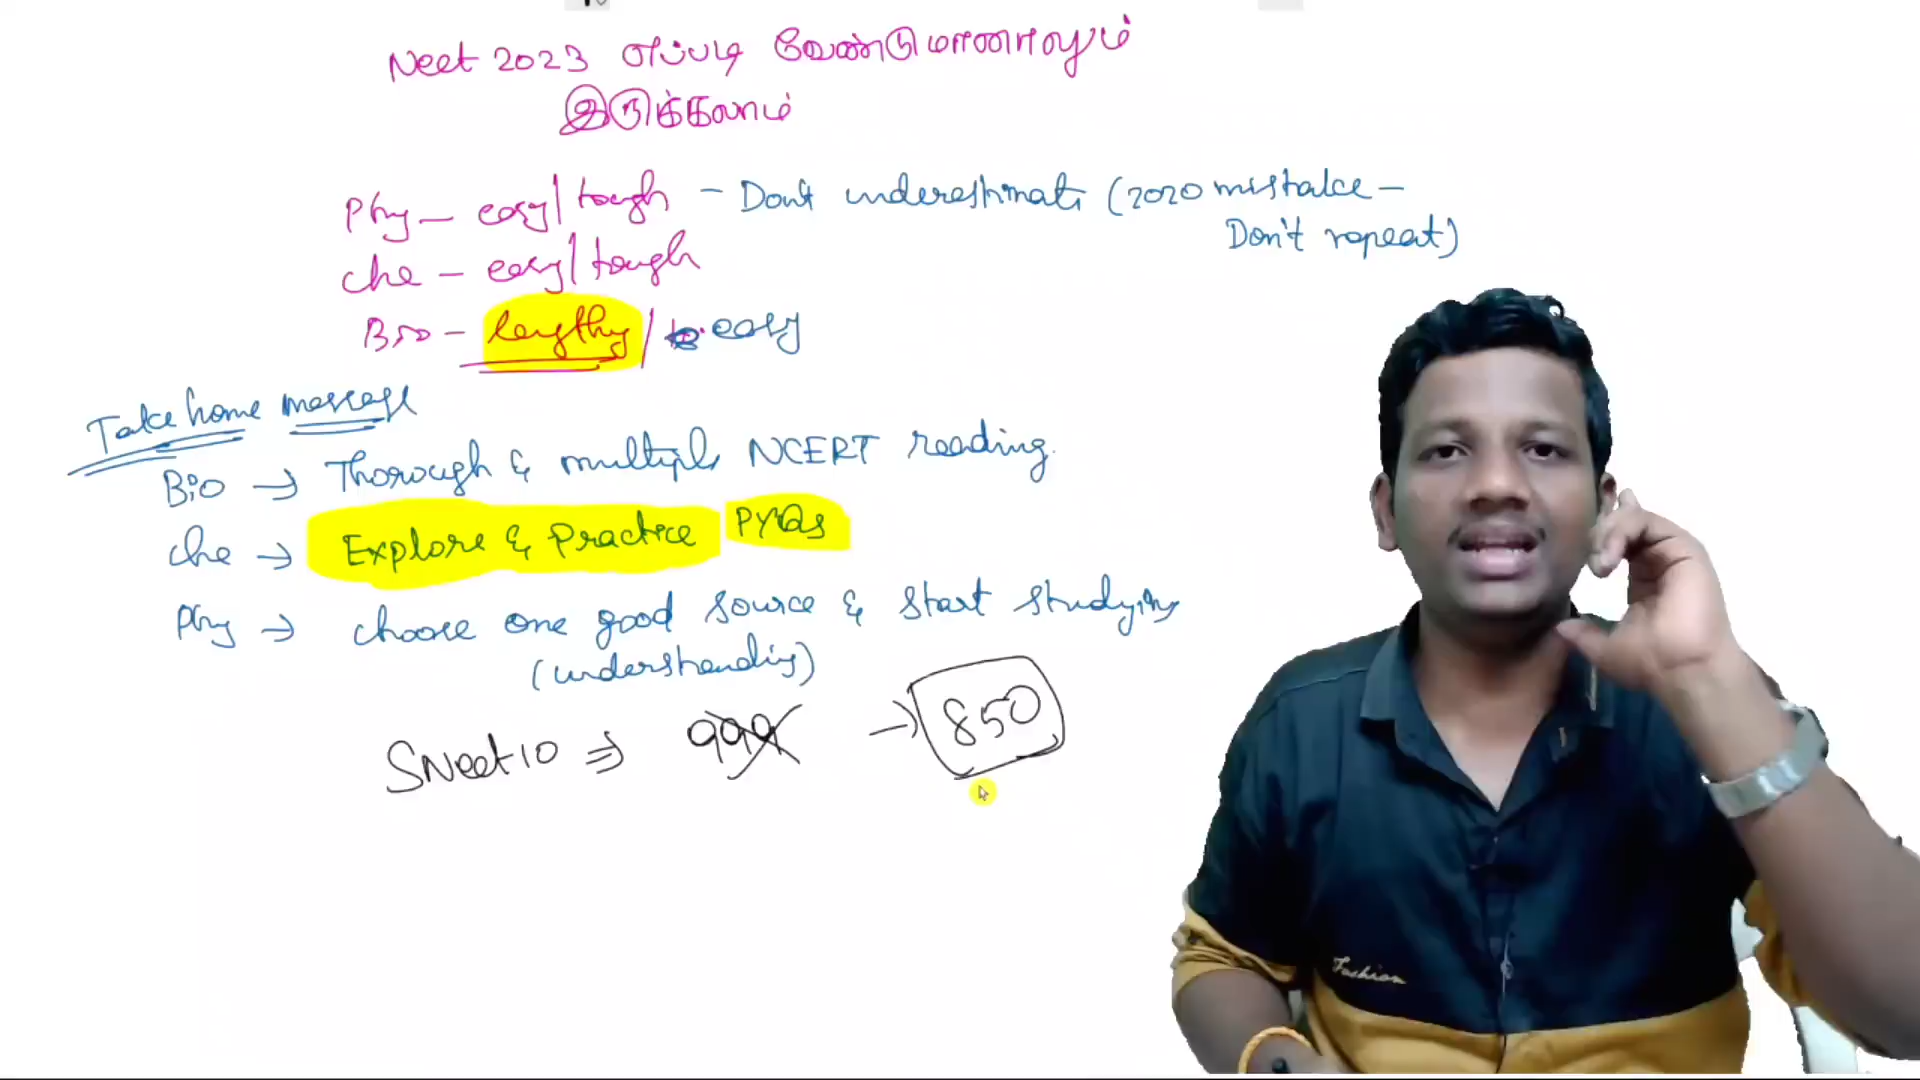 Neet 2023 எப்படி வேண்டுமானாலும்
இருக்கலாம்
Phy - easy/tough - Don't underestimate (2020 mistake -
Don't repeat)
che - easy/tough
Bio - lengthy / easy
Take home message
Bio → Thorough & multiple NCERT reading.
che → Explore & Practice PYQs
Phy → choose one good source & start studying
(understanding)
SNeet10 ⇒ 999 → 850
Fashion